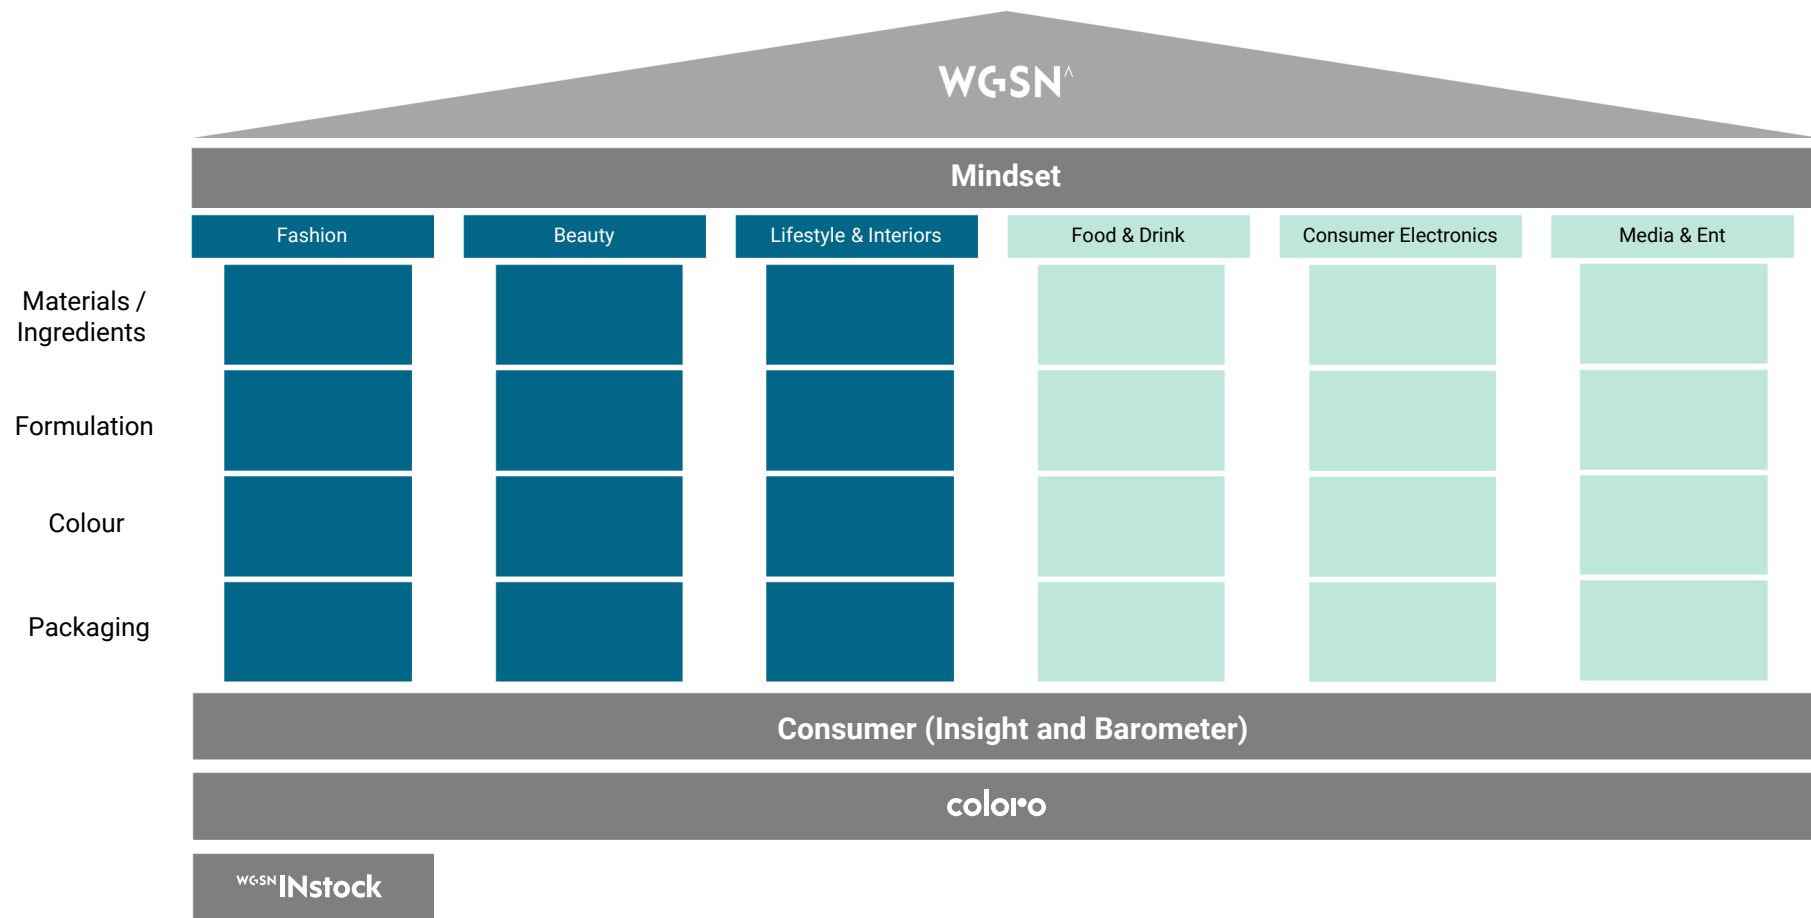 WGSN^
Mindset
Fashion
Beauty
Lifestyle & Interiors
Food & Drink
Consumer Electronics
Media & Ent
Materials /
Ingredients
Formulation
Colour
Packaging
Consumer (Insight and Barometer)
coloro
WGSN INstock